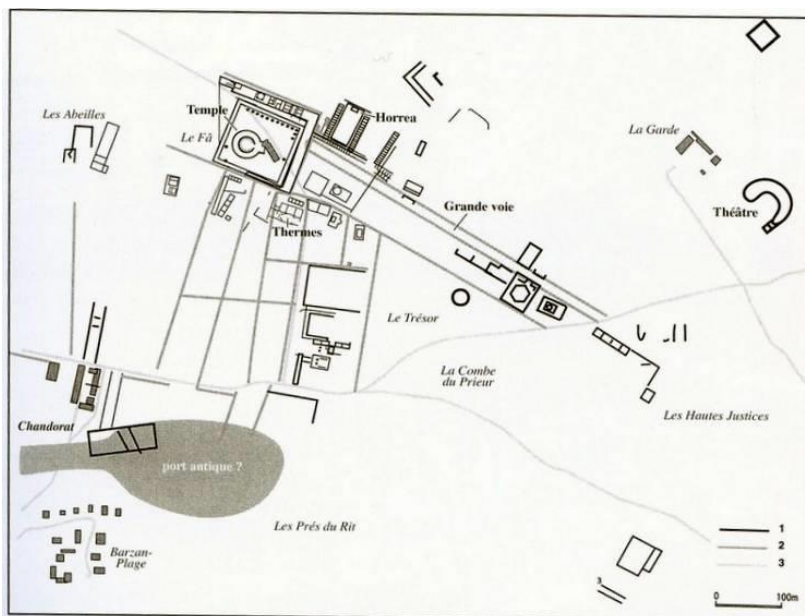 Temple
Horrea
Les Abeilles
Le Fâ
La Garde
Grande voie
Théâtre
Thermes
Le Trésor
La Combe
du Prieur
Les Hautes Justices
Chandorat
port antique ?
Les Prés du Rit
Barzan-
Plage
1
2
3
3
0
100m